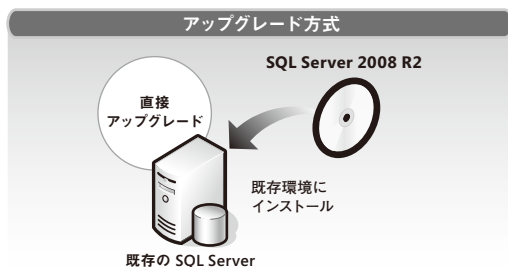 アップグレード方式
SQL Server 2008 R2
直接
アップグレード
既存環境に
インストール
既存の SQL Server